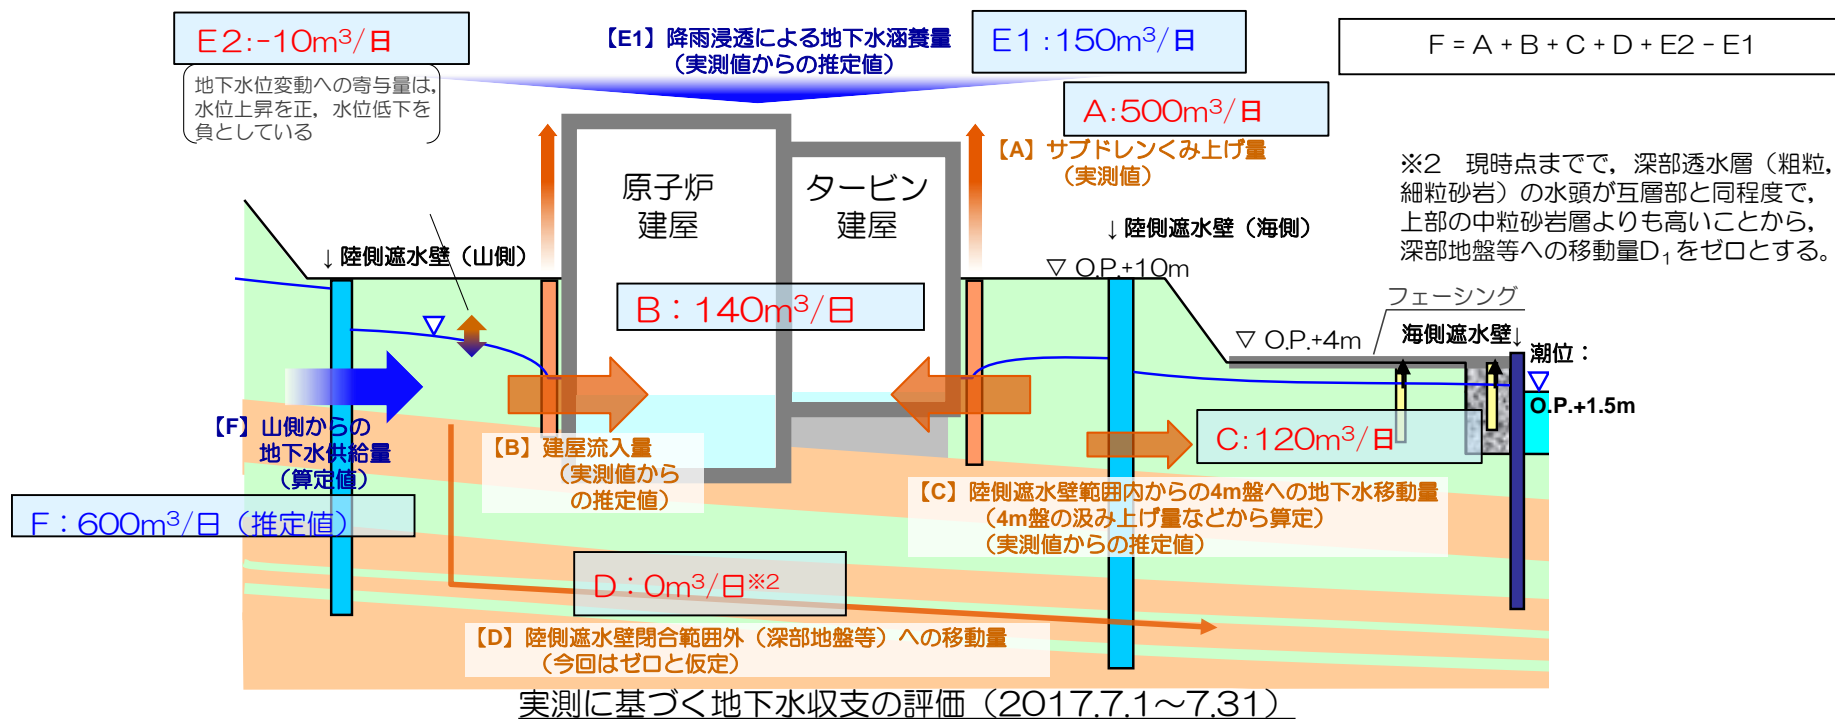 E2:-10m³/日
地下水位変動への寄与量は,
水位上昇を正，水位低下を
負としている
【E1】降雨浸透による地下水涵養量
（実測値からの推定値）
E1:150m³/日
F = A + B + C + D + E2 - E1
A:500m³/日
【A】サブドレンくみ上げ量
（実測値）
※2　現時点までで，深部透水層（粗粒,
細粒砂岩）の水頭が互層部と同程度で，
上部の中粒砂岩層よりも高いことから，
深部地盤等への移動量D₁をゼロとする。
原子炉
建屋
タービン
建屋
↓陸側遮水壁（山側）
↓陸側遮水壁（海側）
▽ O.P.+10m
B：140m³/日
フェーシング
▽ O.P.+4m
海側遮水壁↓
潮位：
▽
O.P.+1.5m
▽
【F】山側からの
地下水供給量
（算定値）
F：600m³/日（推定値）
【B】建屋流入量
（実測値から
の推定値）
C:120m³/日
【C】陸側遮水壁範囲内からの4m盤への地下水移動量
（4m盤の汲み上げ量などから算定）
（実測値からの推定値）
D：0m³/日※2
【D】陸側遮水壁閉合範囲外（深部地盤等）への移動量
（今回はゼロと仮定）
実測に基づく地下水収支の評価（2017.7.1～7.31）